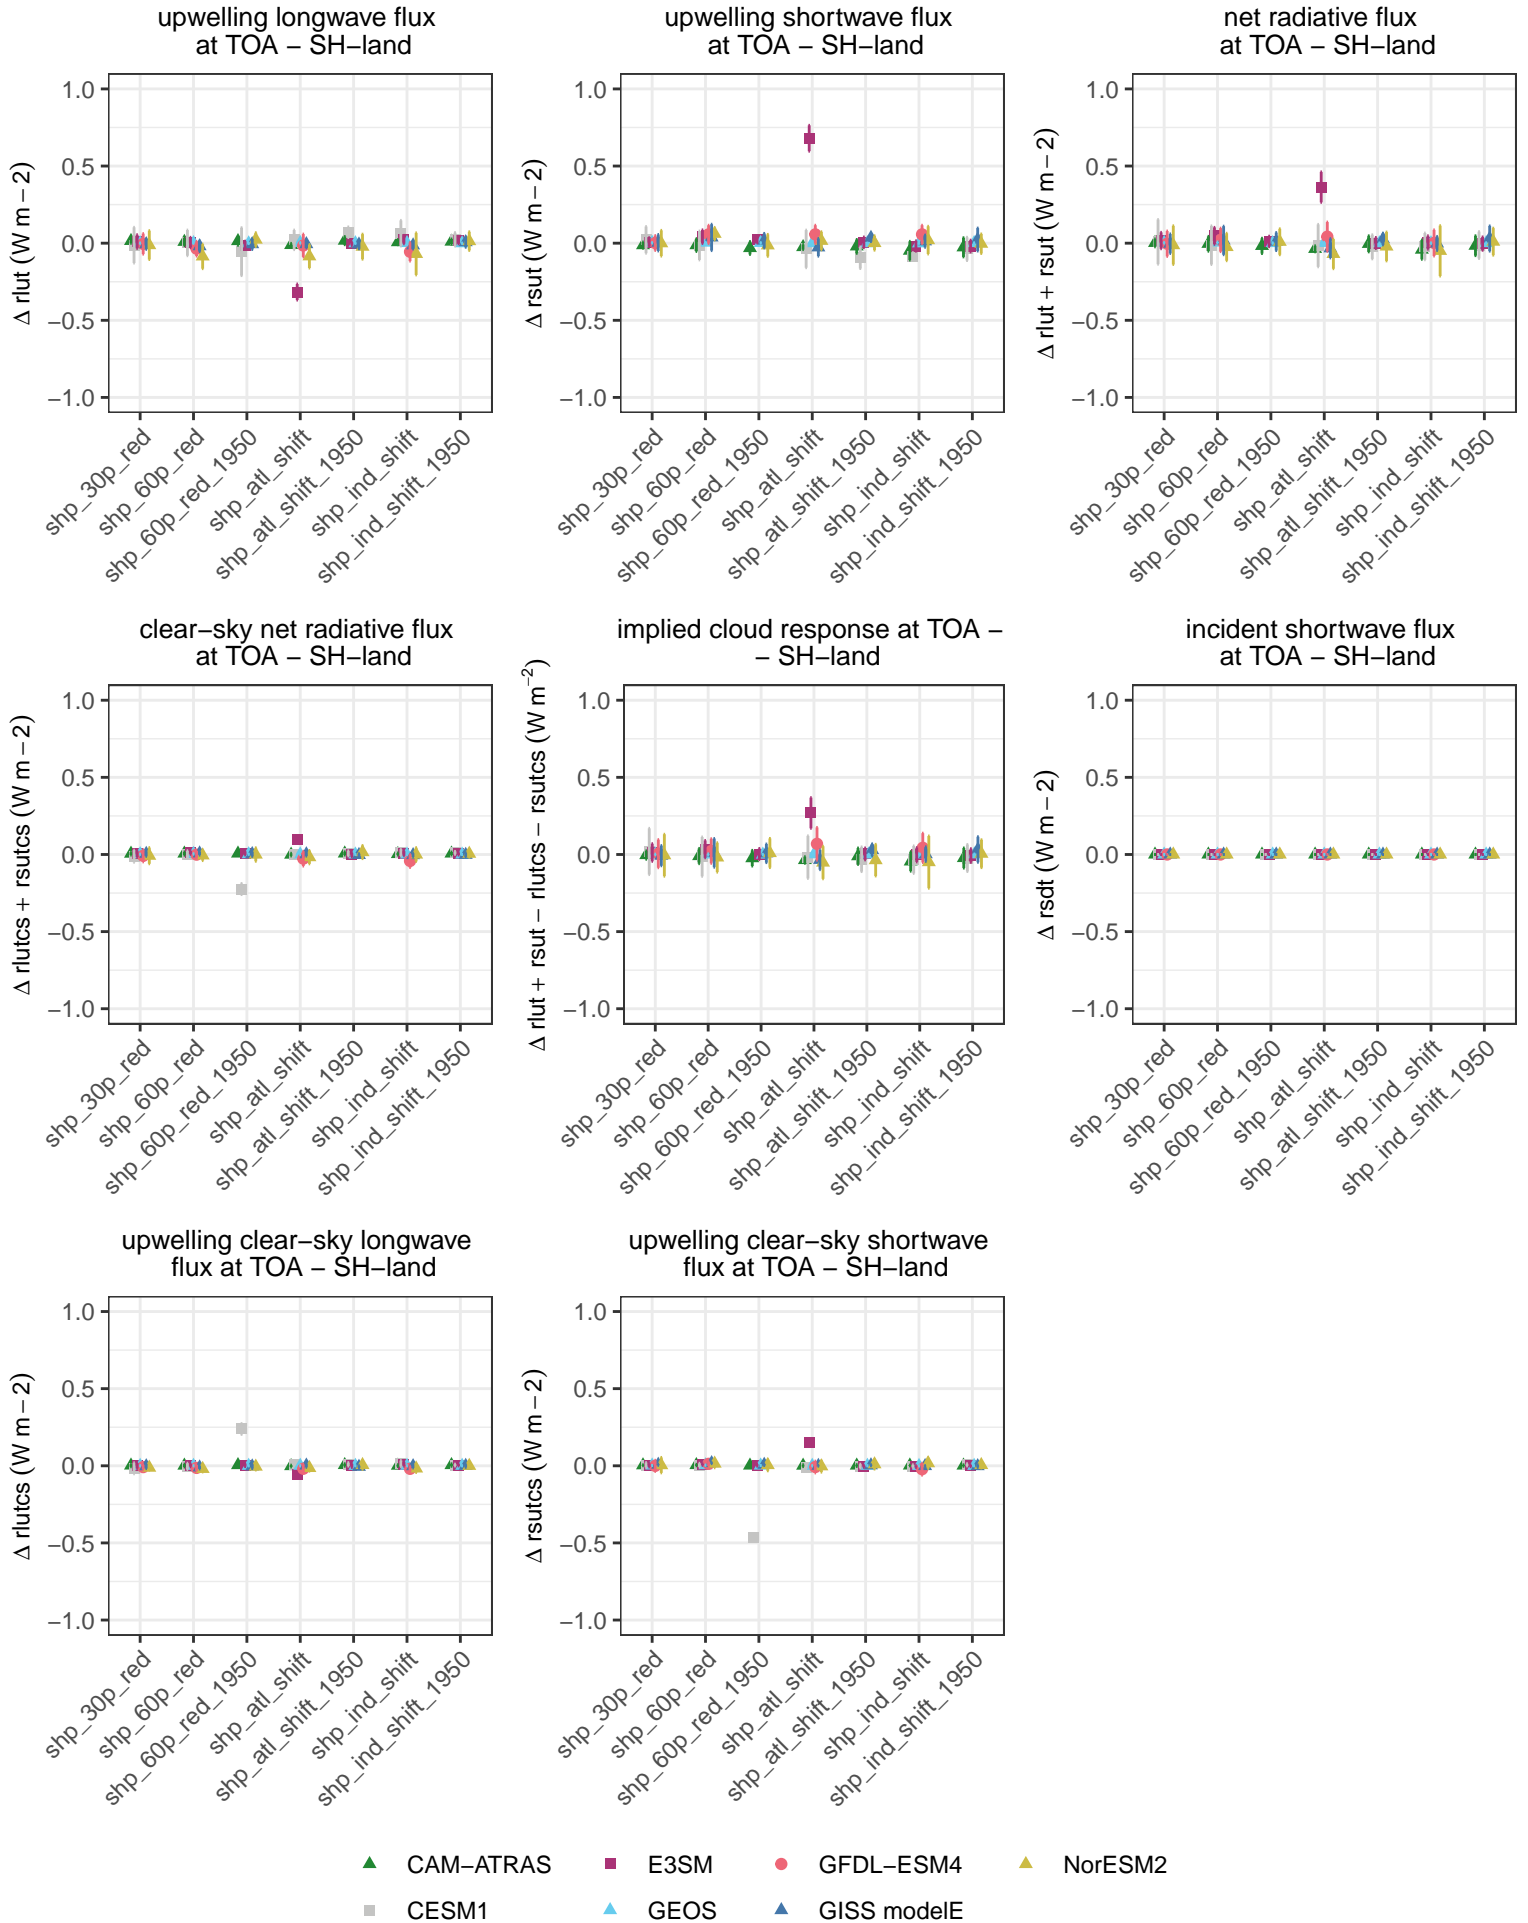 upwelling longwave flux
at TOA − SH−land
1.0
0.5
0.0
−0.5
−1.0
Δ rlut (W m − 2)
shp_30p_red
shp_60p_red
shp_60p_red_1950
shp_atl_shift
shp_atl_shift_1950
shp_ind_shift
shp_ind_shift_1950
upwelling shortwave flux
at TOA − SH−land
1.0
0.5
0.0
−0.5
−1.0
Δ rsut (W m − 2)
shp_30p_red
shp_60p_red
shp_60p_red_1950
shp_atl_shift
shp_atl_shift_1950
shp_ind_shift
shp_ind_shift_1950
net radiative flux
at TOA − SH−land
1.0
0.5
0.0
−0.5
−1.0
Δ rlut + rsut (W m − 2)
shp_30p_red
shp_60p_red
shp_60p_red_1950
shp_atl_shift
shp_atl_shift_1950
shp_ind_shift
shp_ind_shift_1950
clear−sky net radiative flux
at TOA − SH−land
1.0
0.5
0.0
−0.5
−1.0
Δ rlutcs + rsutcs (W m − 2)
shp_30p_red
shp_60p_red
shp_60p_red_1950
shp_atl_shift
shp_atl_shift_1950
shp_ind_shift
shp_ind_shift_1950
implied cloud response at TOA −
− SH−land
1.0
0.5
0.0
−0.5
−1.0
Δ rlut + rsut − rlutcs − rsutcs (W m⁻²)
shp_30p_red
shp_60p_red
shp_60p_red_1950
shp_atl_shift
shp_atl_shift_1950
shp_ind_shift
shp_ind_shift_1950
incident shortwave flux
at TOA − SH−land
1.0
0.5
0.0
−0.5
−1.0
Δ rsdt (W m − 2)
shp_30p_red
shp_60p_red
shp_60p_red_1950
shp_atl_shift
shp_atl_shift_1950
shp_ind_shift
shp_ind_shift_1950
upwelling clear−sky longwave
flux at TOA − SH−land
1.0
0.5
0.0
−0.5
−1.0
Δ rlutcs (W m − 2)
shp_30p_red
shp_60p_red
shp_60p_red_1950
shp_atl_shift
shp_atl_shift_1950
shp_ind_shift
shp_ind_shift_1950
upwelling clear−sky shortwave
flux at TOA − SH−land
1.0
0.5
0.0
−0.5
−1.0
Δ rsutcs (W m − 2)
shp_30p_red
shp_60p_red
shp_60p_red_1950
shp_atl_shift
shp_atl_shift_1950
shp_ind_shift
shp_ind_shift_1950
CAM−ATRAS E3SM GFDL−ESM4 NorESM2
CESM1 GEOS GISS modelE